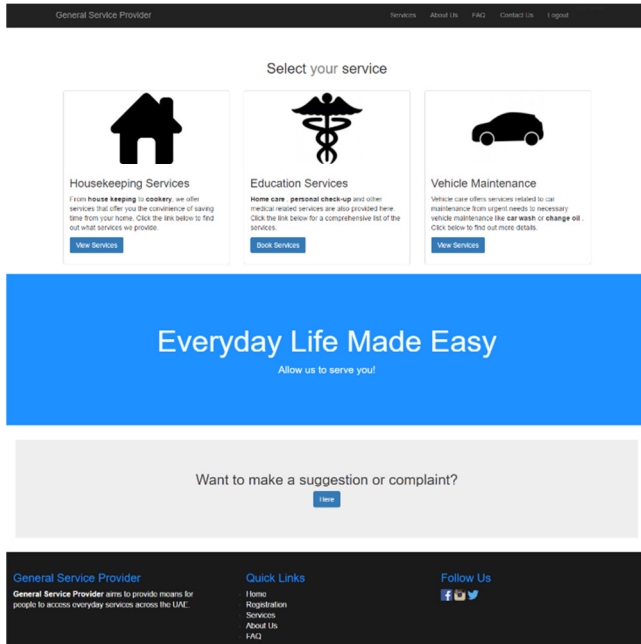 General Service Provider
Services About Us FAQ Contact Us Logout
Select your service
Housekeeping Services
From house keeping to cookery, we offer
services that offer you the convinience of saving
time from your home. Click the link below to find
out what services we provide.
View Services
Education Services
Home care , personal check-up and other
medical related services are also provided here.
Click the link below for a comprehensive list of the
services.
Book Services
Vehicle Maintenance
Vehicle care offers services related to car
maintenance from urgent needs to necessary
vehicle maintenance like car wash or change oil .
Click below to find out more details.
View Services
Everyday Life Made Easy
Allow us to serve you!
Want to make a suggestion or complaint?
Here
General Service Provider
General Service Provider aims to provide means for
people to access everyday services across the UAE.
Quick Links
Home
Registration
Services
About Us
FAQ
Follow Us